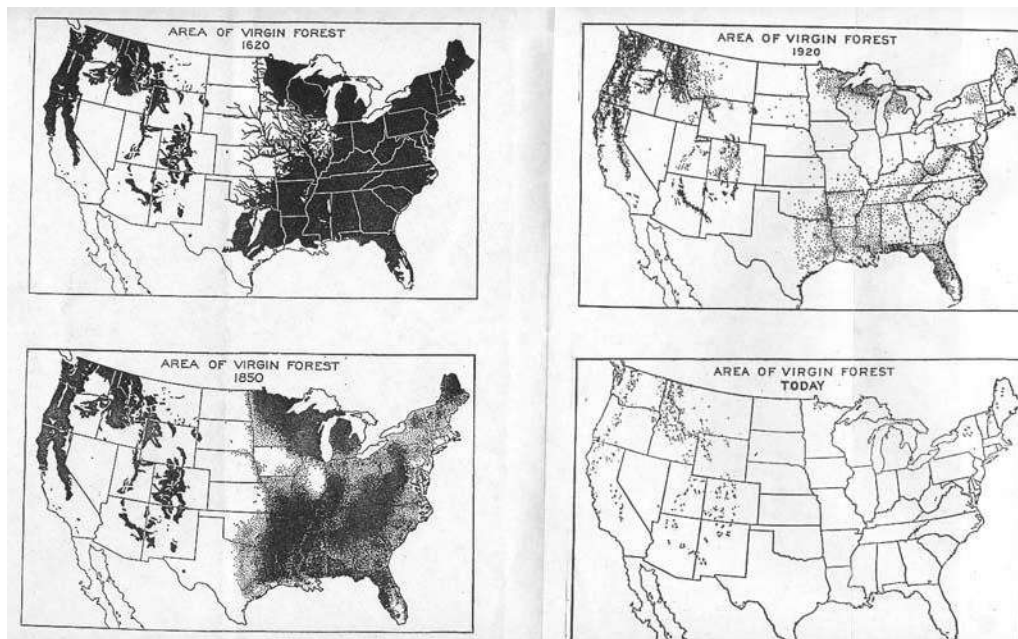 AREA OF VIRGIN FOREST
1620
AREA OF VIRGIN FOREST
1920
AREA OF VIRGIN FOREST
1850
AREA OF VIRGIN FOREST
TODAY